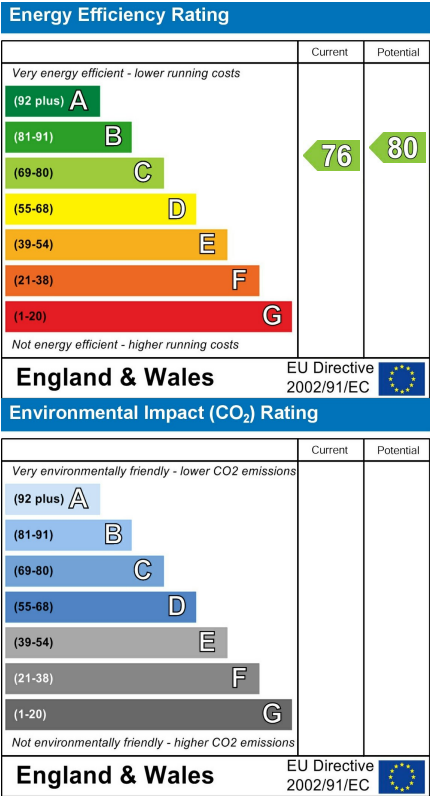 Energy Efficiency Rating
Current Potential
Very energy efficient - lower running costs
(92 plus) A
(81-91) B
(69-80) C
76 80
(55-68) D
(39-54) E
(21-38) F
(1-20) G
Not energy efficient - higher running costs
England & Wales
EU Directive
2002/91/EC
Environmental Impact (CO₂) Rating
Current Potential
Very environmentally friendly - lower CO2 emissions
(92 plus) A
(81-91) B
(69-80) C
(55-68) D
(39-54) E
(21-38) F
(1-20) G
Not environmentally friendly - higher CO2 emissions
England & Wales
EU Directive
2002/91/EC